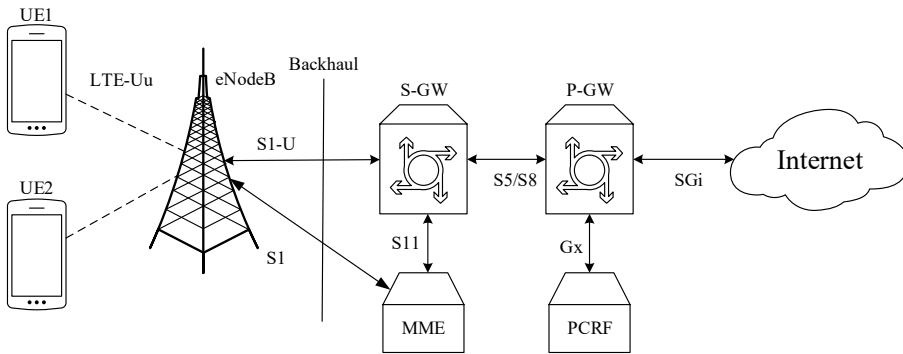 UE1
LTE-Uu
eNodeB
Backhaul
S-GW
P-GW
S1-U
S5/S8
SGi
Internet
UE2
S1
S11
Gx
MME
PCRF